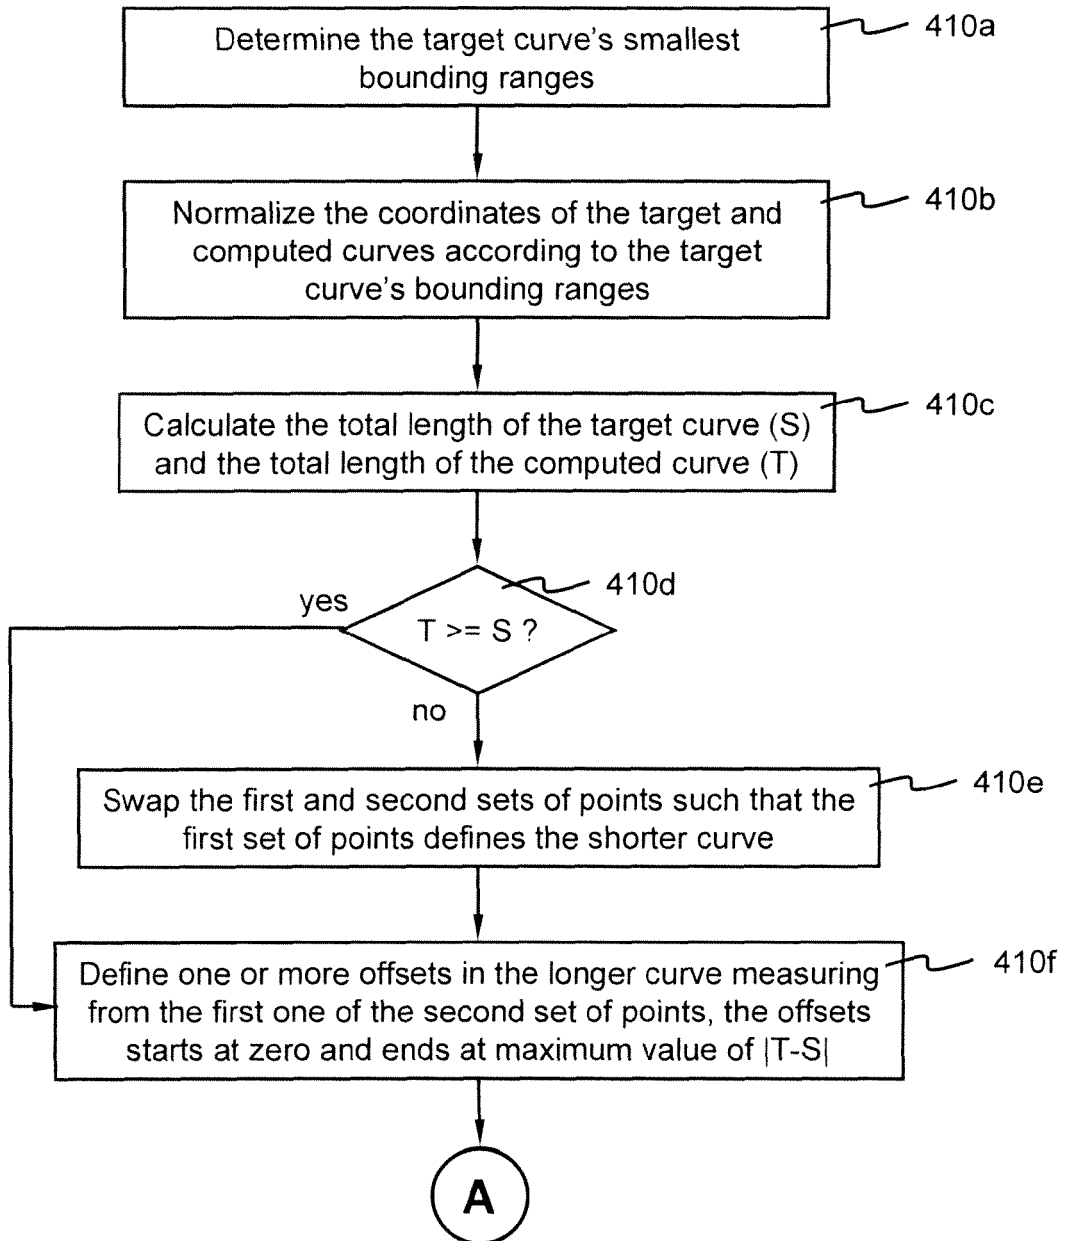 Determine the target curve's smallest
bounding ranges
410a
Normalize the coordinates of the target and
computed curves according to the target
curve's bounding ranges
410b
Calculate the total length of the target curve (S)
and the total length of the computed curve (T)
410c
410d
yes
T >= S ?
no
Swap the first and second sets of points such that the
first set of points defines the shorter curve
410e
Define one or more offsets in the longer curve measuring
from the first one of the second set of points, the offsets
starts at zero and ends at maximum value of |T-S|
410f
A